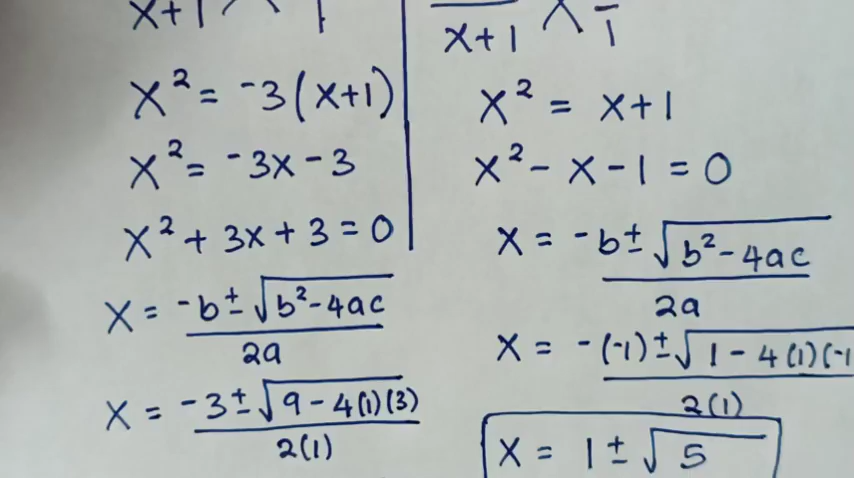 x+1 1
x² = -3(x+1)
x² = -3x - 3
x² + 3x + 3 = 0
x = -b ± √b² - 4ac
2a
x = -3 ± √9 - 4(1)(3)
2(1)
x+1 1
x² = x+1
x² - x - 1 = 0
x = -b ± √b² - 4ac
2a
x = -(-1) ± √1 - 4(1)(-1
2(1)
x = 1 ± √5